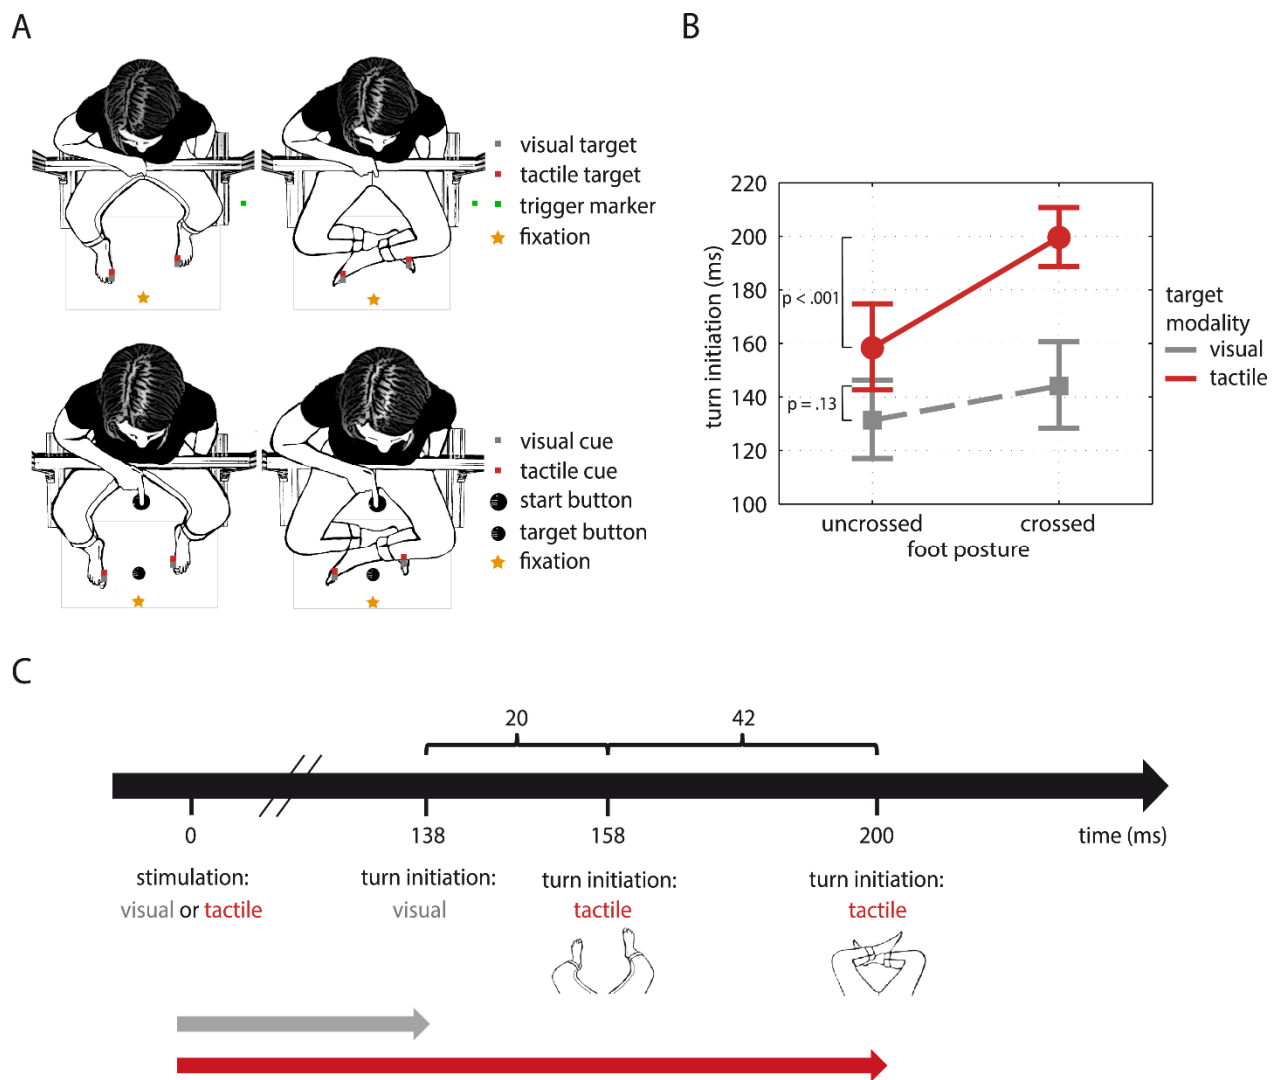 A
visual target
tactile target
trigger marker
fixation
visual cue
tactile cue
start button
target button
fixation
B
220
200
180
160
140
120
100
turn initiation (ms)
p < .001
p = .13
uncrossed
crossed
foot posture
target
modality
visual
tactile
C
20
42
0
138
158
200
time (ms)
stimulation:
visual or tactile
turn initiation:
visual
turn initiation:
tactile
turn initiation:
tactile